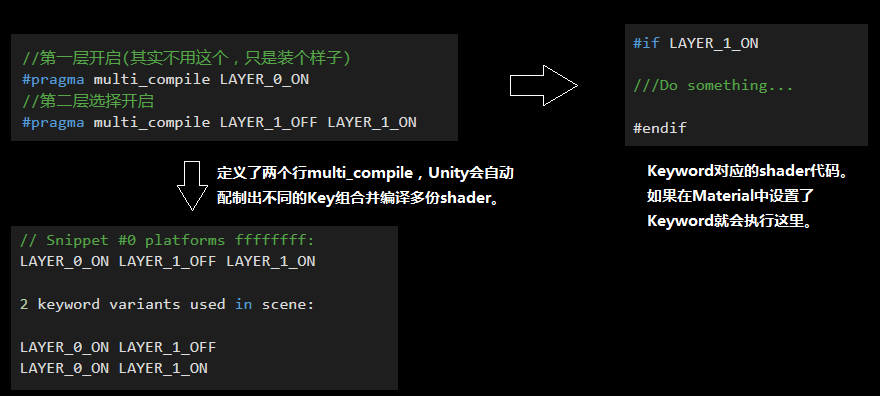 //第一层开启(其实不用这个，只是装个样子)
#pragma multi_compile LAYER_0_ON
//第二层选择开启
#pragma multi_compile LAYER_1_OFF LAYER_1_ON
#if LAYER_1_ON
///Do something...
#endif
定义了两个行multi_compile，Unity会自动
配制出不同的Key组合并编译多份shader。
Keyword对应的shader代码。
如果在Material中设置了
Keyword就会执行这里。
// Snippet #0 platforms ffffffff:
LAYER_0_ON LAYER_1_OFF LAYER_1_ON
2 keyword variants used in scene:
LAYER_0_ON LAYER_1_OFF
LAYER_0_ON LAYER_1_ON